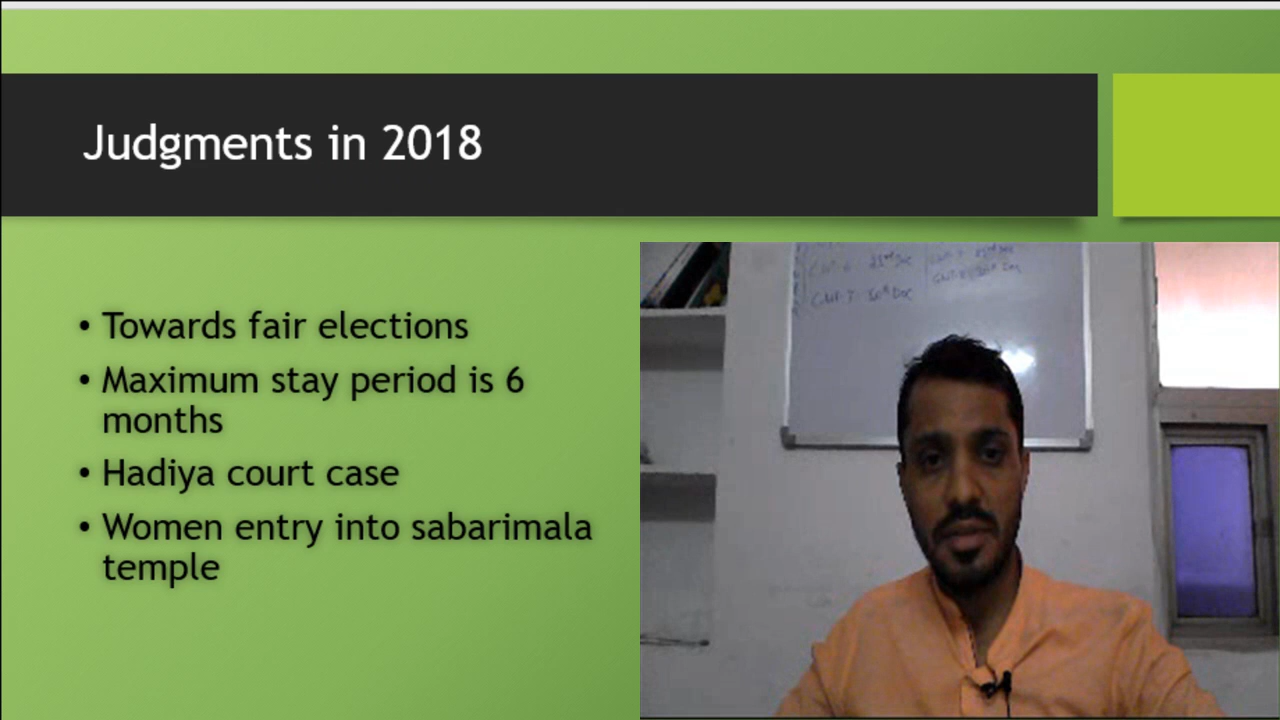 Judgments in 2018
• Towards fair elections
• Maximum stay period is 6
months
• Hadiya court case
• Women entry into sabarimala
temple